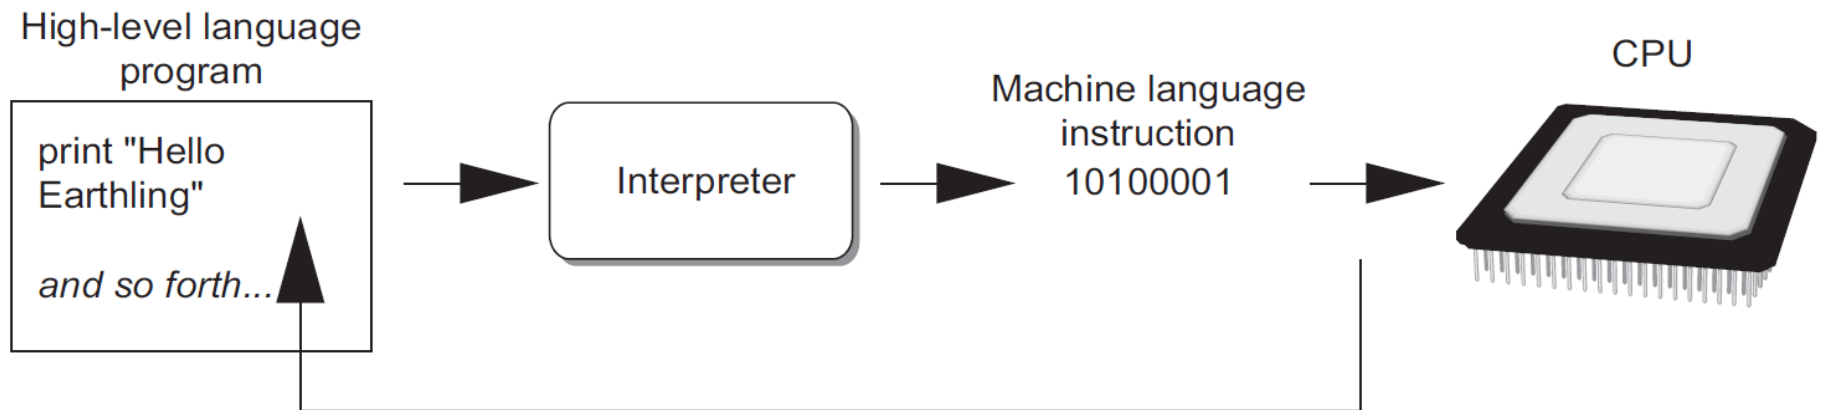 High-level language
program
print "Hello
Earthling"
and so forth...
Interpreter
Machine language
instruction
10100001
CPU